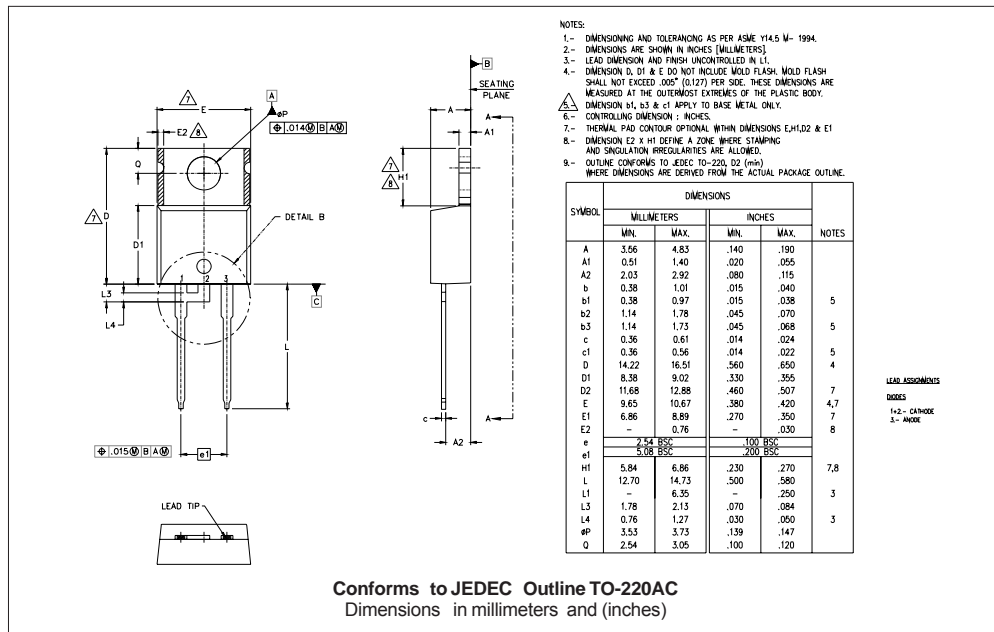 NOTES:
1.- DIMENSIONING AND TOLERANCING AS PER ASME Y14.5 M- 1994.
2.- DIMENSIONS ARE SHOWN IN INCHES [MILLIMETERS].
3.- LEAD DIMENSION AND FINISH UNCONTROLLED IN L1.
4.- DIMENSION D, D1 & E DO NOT INCLUDE MOLD FLASH. MOLD FLASH
SHALL NOT EXCEED .005" (0.127) PER SIDE. THESE DIMENSIONS ARE
MEASURED AT THE OUTERMOST EXTREMES OF THE PLASTIC BODY.
5.- DIMENSION b1, b3 & c1 APPLY TO BASE METAL ONLY.
6.- CONTROLLING DIMENSION : INCHES.
7.- THERMAL PAD CONTOUR OPTIONAL WITHIN DIMENSIONS E,H1,D2 & E1
8.- DIMENSION E2 X H1 DEFINE A ZONE WHERE STAMPING
AND SINGULATION IRREGULARITIES ARE ALLOWED.
9.- OUTLINE CONFORMS TO JEDEC TO-220, D2 (min)
WHERE DIMENSIONS ARE DERIVED FROM THE ACTUAL PACKAGE OUTLINE.
7
E
A
øP
⌖ .014Ⓜ B AⓂ
E2 8
Q
7 D
D1
DETAIL B
1 2 3
L3
L4
C
L
⌖ .015Ⓜ B AⓂ
e1
LEAD TIP
B
SEATING
PLANE
A
A
A1
7
8 H1
c
A
A2
SYMBOL DIMENSIONS NOTES
MILLIMETERS INCHES
MIN. MAX. MIN. MAX.
A 3.56 4.83 .140 .190
A1 0.51 1.40 .020 .055
A2 2.03 2.92 .080 .115
b 0.38 1.01 .015 .040
b1 0.38 0.97 .015 .038 5
b2 1.14 1.78 .045 .070
b3 1.14 1.73 .045 .068 5
c 0.36 0.61 .014 .024
c1 0.36 0.56 .014 .022 5
D 14.22 16.51 .560 .650 4
D1 8.38 9.02 .330 .355
D2 11.68 12.88 .460 .507 7
E 9.65 10.67 .380 .420 4,7
E1 6.86 8.89 .270 .350 7
E2 – 0.76 – .030 8
e 2.54 BSC .100 BSC
e1 5.08 BSC .200 BSC
H1 5.84 6.86 .230 .270 7,8
L 12.70 14.73 .500 .580
L1 – 6.35 – .250 3
L3 1.78 2.13 .070 .084
L4 0.76 1.27 .030 .050 3
øP 3.53 3.73 .139 .147
Q 2.54 3.05 .100 .120
LEAD ASSIGNMENTS
DIODES
1+2.- CATHODE
3.- ANODE
Conforms to JEDEC Outline TO-220AC
Dimensions in millimeters and (inches)